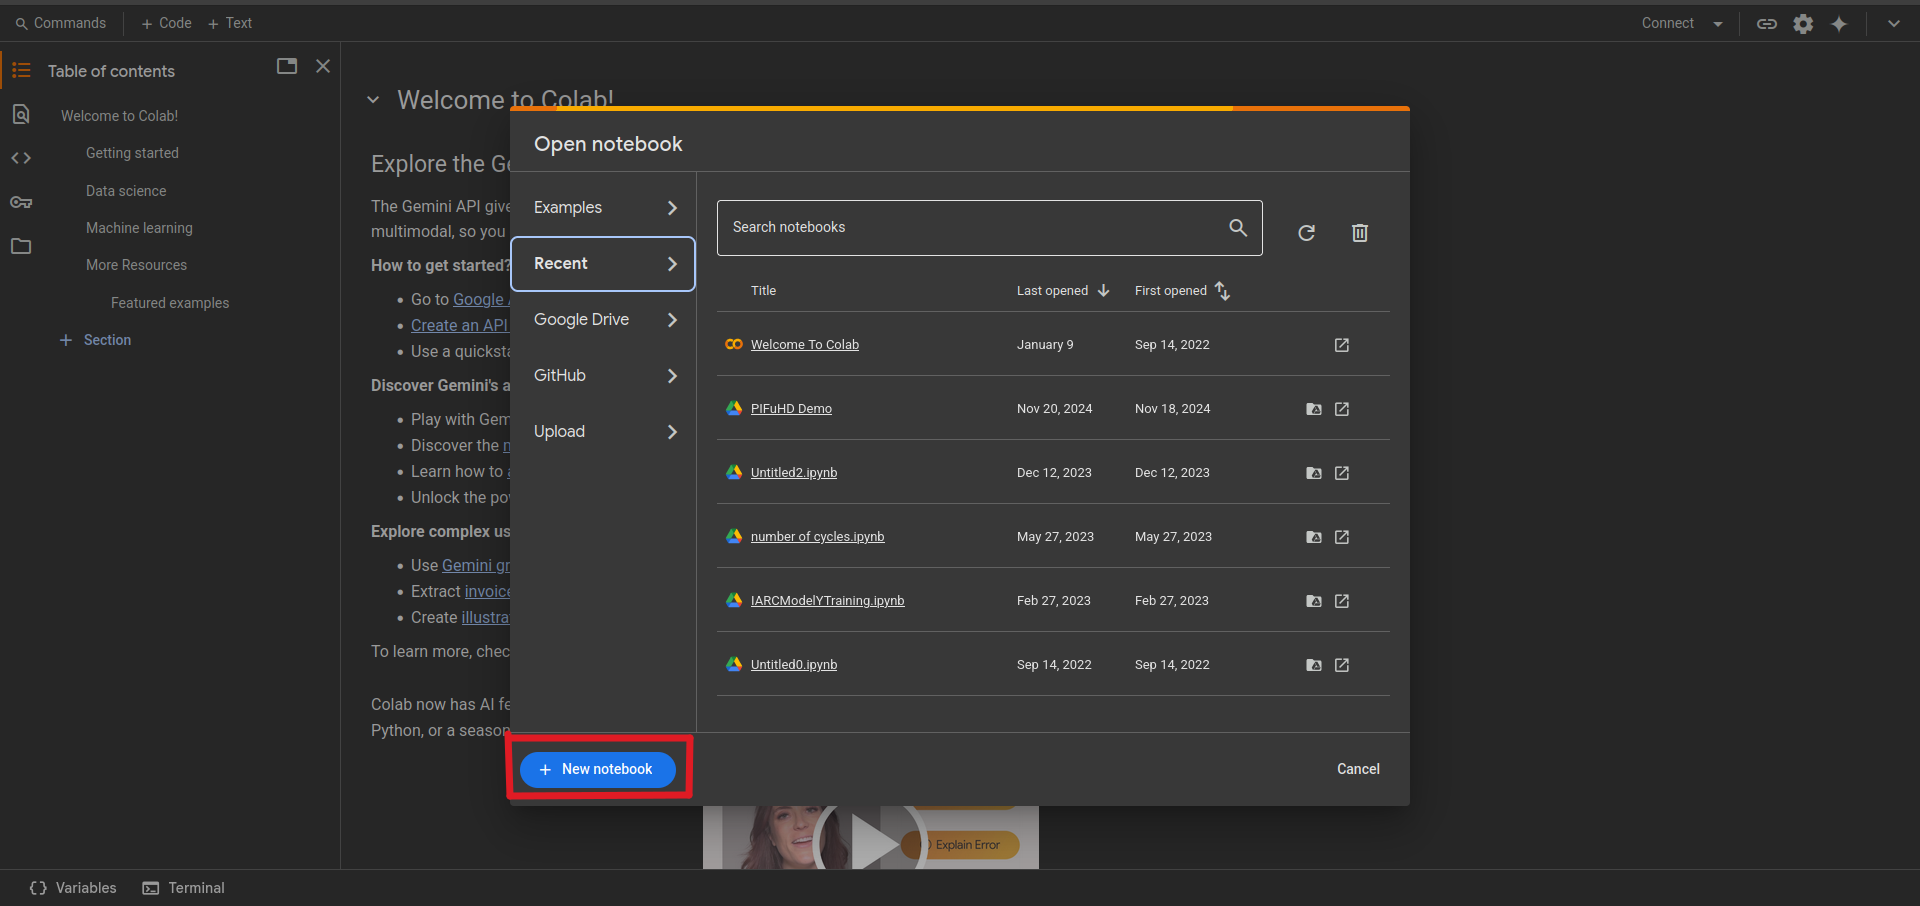 Commands
Code
Text
Connect
Table of contents
Welcome to Colab!
Getting started
Data science
Machine learning
More Resources
Featured examples
Section
Welcome to Colab!
Explore the Ge
The Gemini API give
multimodal, so you
How to get started?
Go to Google
Create an API
Use a quicksta
Discover Gemini's a
Play with Gem
Discover the
Learn how to
Unlock the po
Explore complex us
Use Gemini gr
Extract invoice
Create illustra
To learn more, chec
Colab now has AI fe
Python, or a season
Open notebook
Examples
Recent
Google Drive
GitHub
Upload
Search notebooks
Title Last opened First opened
Welcome To Colab January 9 Sep 14, 2022
PIFuHD Demo Nov 20, 2024 Nov 18, 2024
Untitled2.ipynb Dec 12, 2023 Dec 12, 2023
number of cycles.ipynb May 27, 2023 May 27, 2023
IARCModelYTraining.ipynb Feb 27, 2023 Feb 27, 2023
Untitled0.ipynb Sep 14, 2022 Sep 14, 2022
New notebook
Cancel
Explain Error
Variables
Terminal